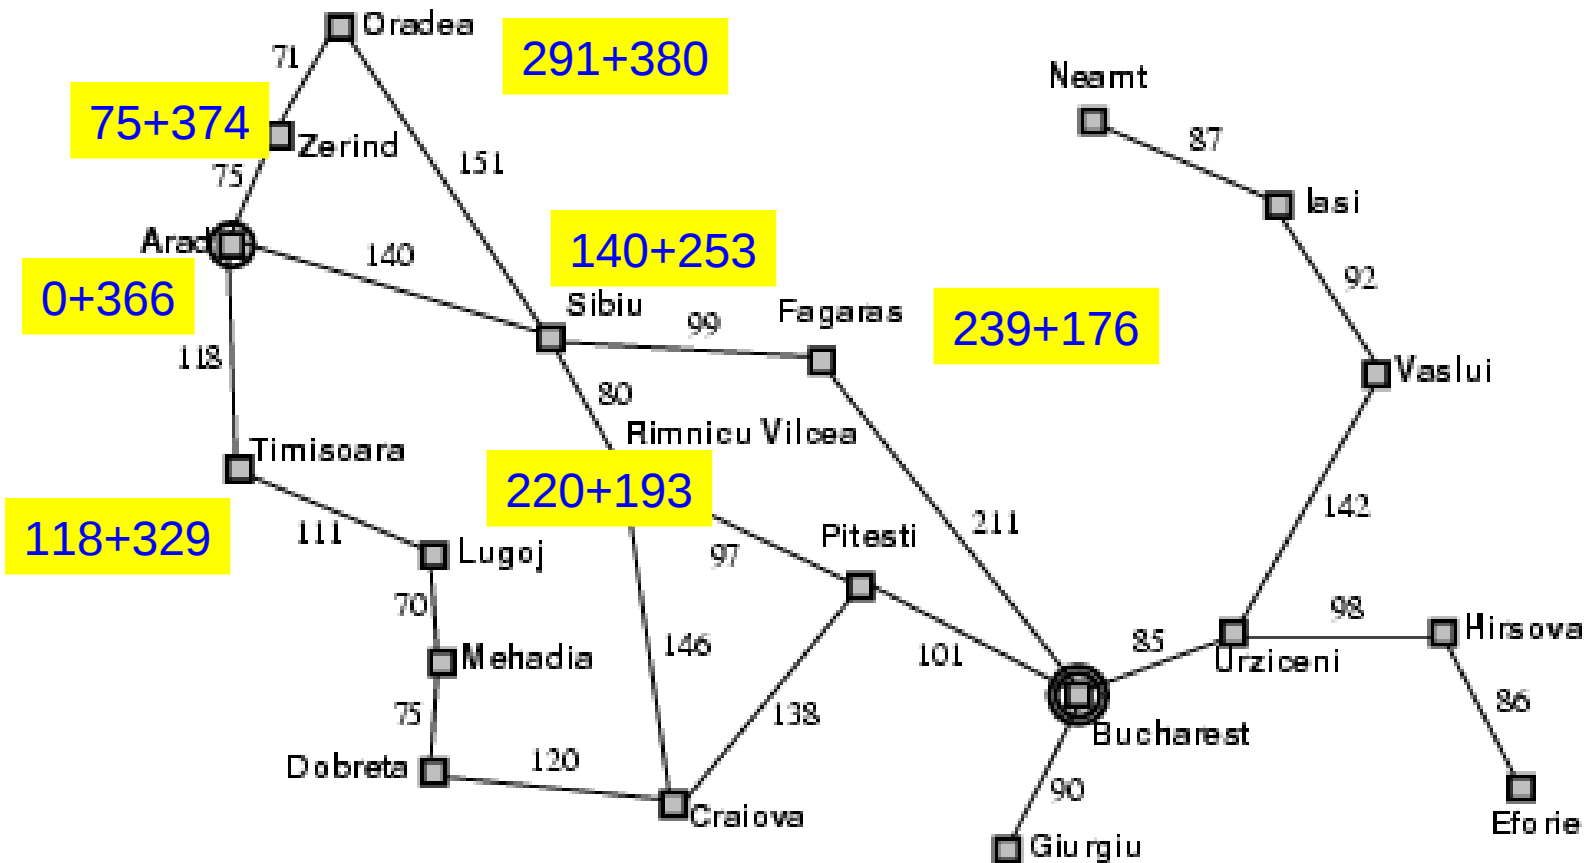 Oradea
291+380
71
Neamt
75+374
Zerind
87
151
75
Iasi
Arad
140
140+253
92
0+366
Sibiu
Fagaras
239+176
99
118
Vaslui
80
Rimnicu Vilcea
Timisoara
220+193
142
118+329
111
211
Pitesti
Lugoj
97
70
98
Hirsova
146
Mehadia
101
85
Urziceni
75
138
86
Bucharest
Dobreta
120
90
Craiova
Eforie
Giurgiu